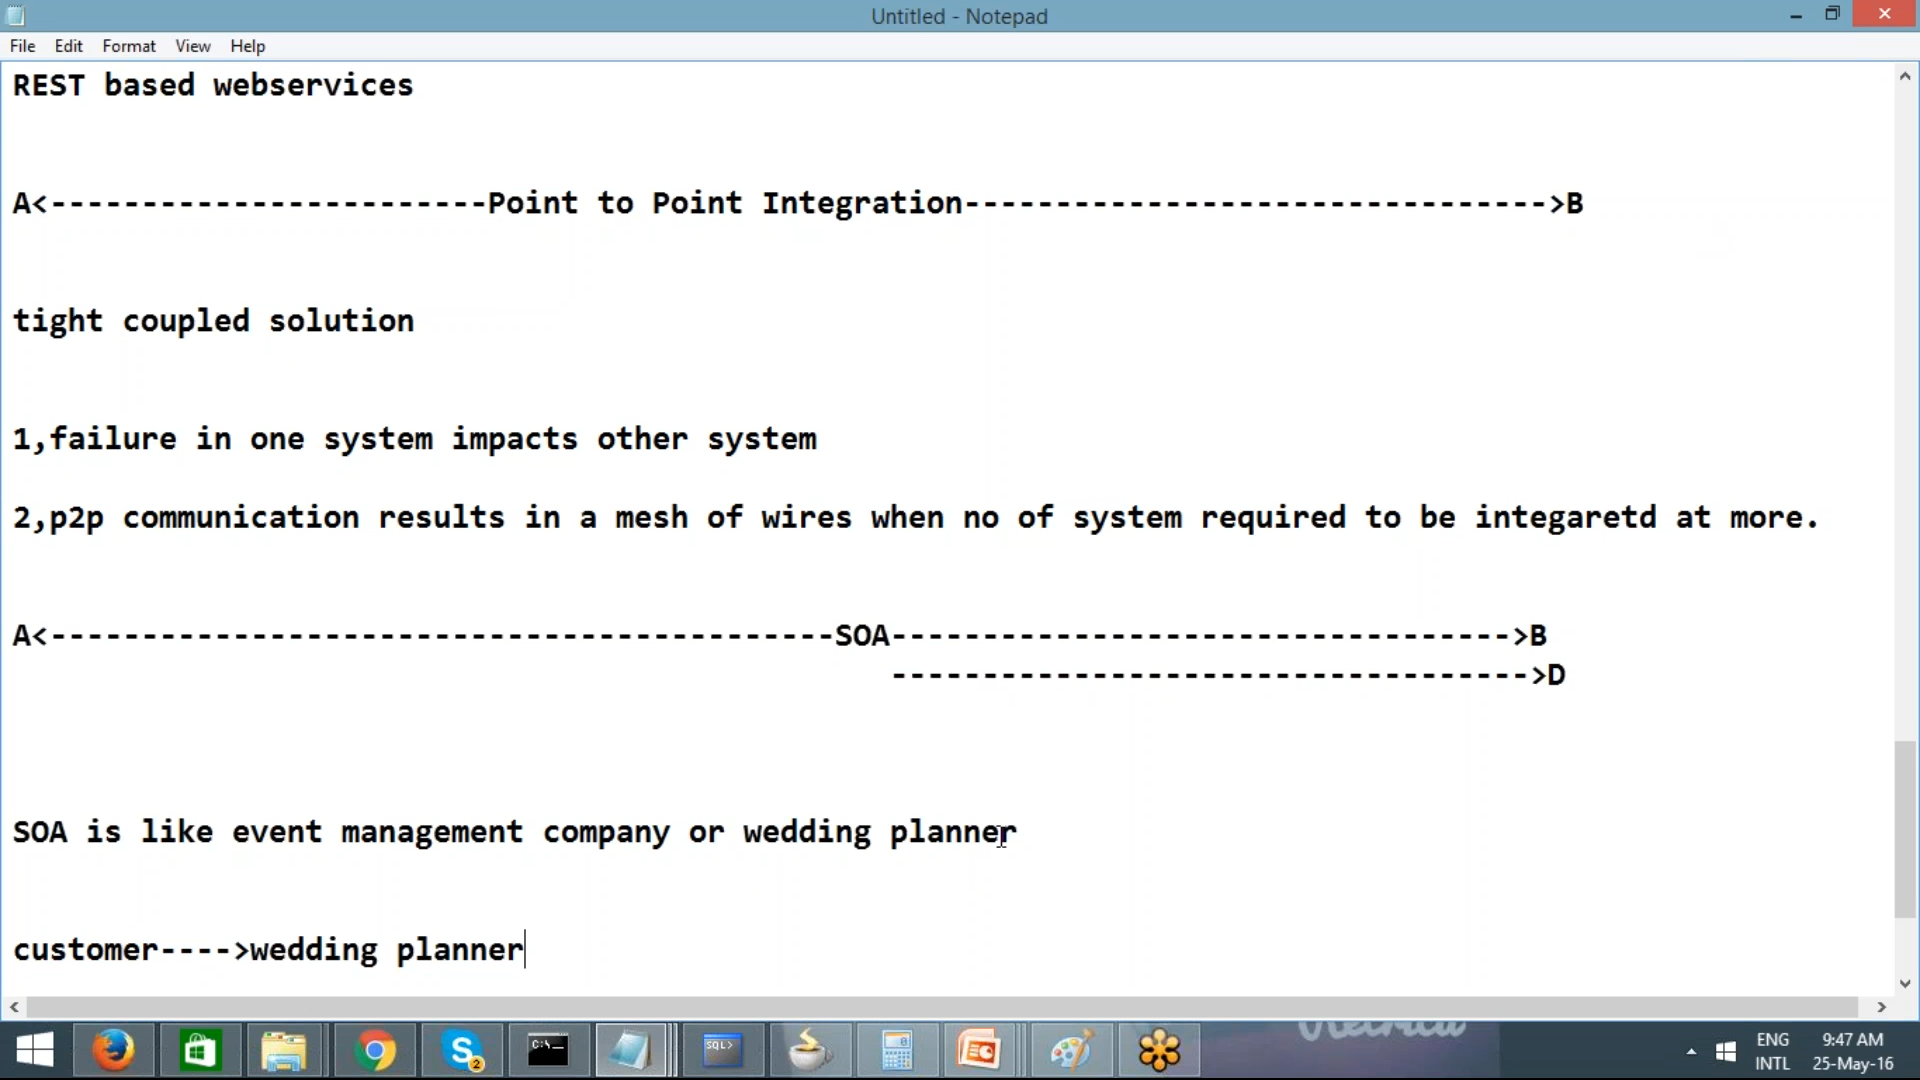 Untitled - Notepad
File Edit Format View Help
REST based webservices
A<------------------------Point to Point Integration-------------------------------->B
tight coupled solution
1,failure in one system impacts other system
2,p2p communication results in a mesh of wires when no of system required to be integaretd at more.
A<-------------------------------------------SOA---------------------------------->B
----------------------------------->D
SOA is like event management company or wedding planner
customer---->wedding planner
C:\_
SQL>
2
ENG
INTL
9:47 AM
25-May-16